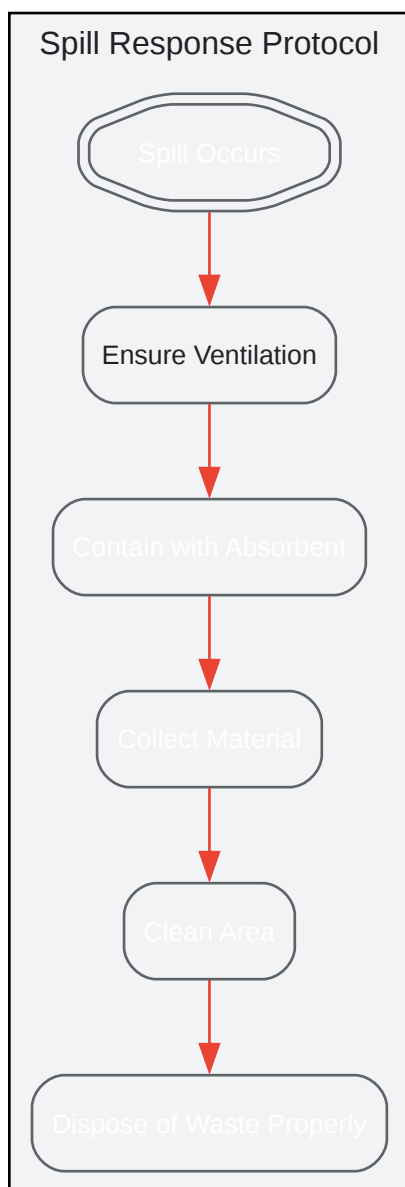 Spill Response Protocol
Spill Occurs
Ensure Ventilation
Contain with Absorbent
Collect Material
Clean Area
Dispose of Waste Properly